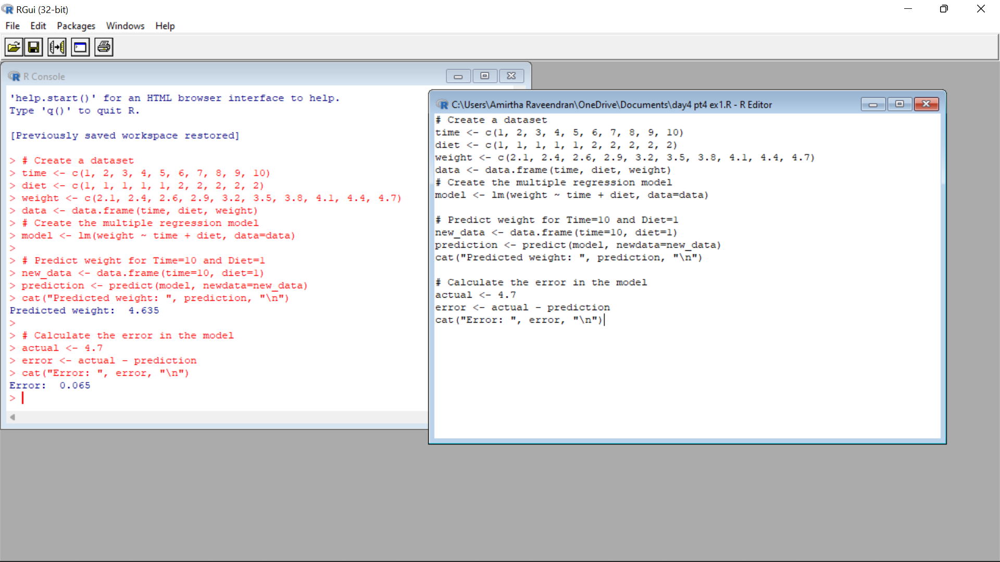 RGui (32-bit)
File Edit Packages Windows Help
R Console
'help.start()' for an HTML browser interface to help.
Type 'q()' to quit R.
[Previously saved workspace restored]
> # Create a dataset
> time <- c(1, 2, 3, 4, 5, 6, 7, 8, 9, 10)
> diet <- c(1, 1, 1, 1, 1, 2, 2, 2, 2, 2)
> weight <- c(2.1, 2.4, 2.6, 2.9, 3.2, 3.5, 3.8, 4.1, 4.4, 4.7)
> data <- data.frame(time, diet, weight)
> # Create the multiple regression model
> model <- lm(weight ~ time + diet, data=data)
>
> # Predict weight for Time=10 and Diet=1
> new_data <- data.frame(time=10, diet=1)
> prediction <- predict(model, newdata=new_data)
> cat("Predicted weight: ", prediction, "\n")
Predicted weight:  4.635
>
> # Calculate the error in the model
> actual <- 4.7
> error <- actual - prediction
> cat("Error: ", error, "\n")
Error:  0.065
>
C:\Users\Amirtha Raveendran\OneDrive\Documents\day4 pt4 ex1.R - R Editor
# Create a dataset
time <- c(1, 2, 3, 4, 5, 6, 7, 8, 9, 10)
diet <- c(1, 1, 1, 1, 1, 2, 2, 2, 2, 2)
weight <- c(2.1, 2.4, 2.6, 2.9, 3.2, 3.5, 3.8, 4.1, 4.4, 4.7)
data <- data.frame(time, diet, weight)
# Create the multiple regression model
model <- lm(weight ~ time + diet, data=data)
# Predict weight for Time=10 and Diet=1
new_data <- data.frame(time=10, diet=1)
prediction <- predict(model, newdata=new_data)
cat("Predicted weight: ", prediction, "\n")
# Calculate the error in the model
actual <- 4.7
error <- actual - prediction
cat("Error: ", error, "\n")